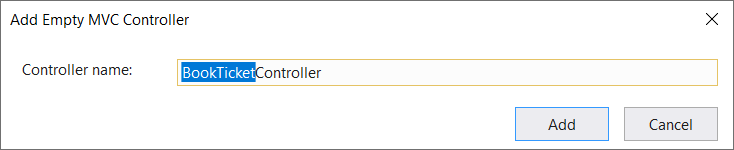 Add Empty MVC Controller
Controller name: BookTicketController
Add Cancel